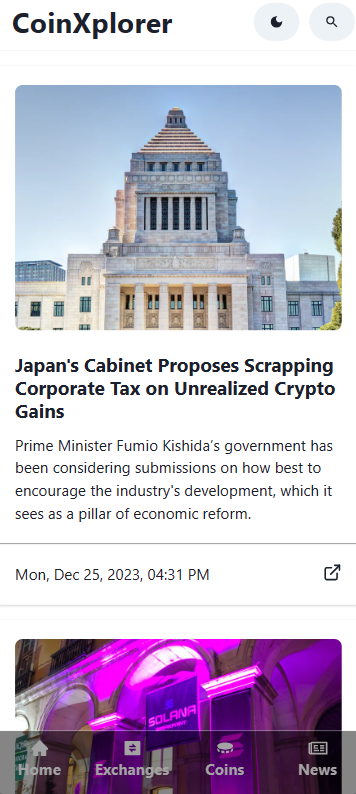 CoinXplorer
Japan's Cabinet Proposes Scrapping
Corporate Tax on Unrealized Crypto
Gains
Prime Minister Fumio Kishida's government has
been considering submissions on how best to
encourage the industry's development, which it
sees as a pillar of economic reform.
Mon, Dec 25, 2023, 04:31 PM
SOLANA
Home Exchanges Coins News